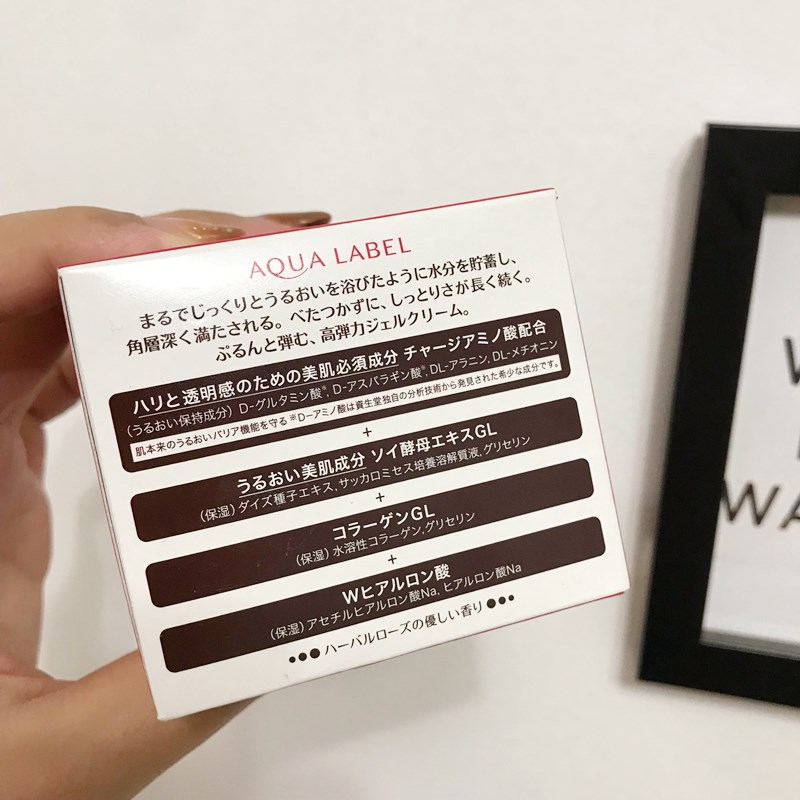 AQUA LABEL
まるでじっくりとうるおいを浴びたように水分を貯蓄し、
角層深く満たされる。べたつかずに、しっとりさが長く続く。
ぷるんと弾む、高弾力ジェルクリーム。
ハリと透明感のための美肌必須成分 チャージアミノ酸配合
(うるおい保持成分) D-グルタミン酸※, D-アスパラギン酸※, DL-アラニン, DL-メチオニン
肌本来のうるおいバリア機能を守る ※D-アミノ酸は資生堂独自の分析技術から発見された希少な成分です。
+
うるおい美肌成分 ソイ酵母エキスGL
(保湿) ダイズ種子エキス, サッカロミセス培養溶解質液, グリセリン
+
コラーゲンGL
(保湿) 水溶性コラーゲン, グリセリン
+
Wヒアルロン酸
(保湿) アセチルヒアルロン酸Na, ヒアルロン酸Na
●●●ハーバルローズの優しい香り●●●
W
WA